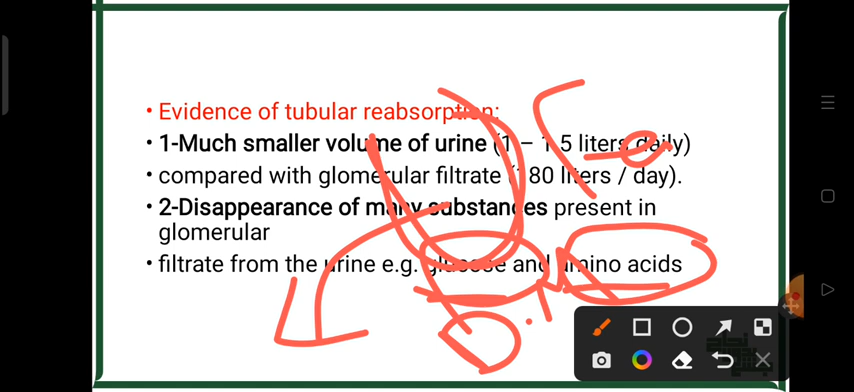 • Evidence of tubular reabsorption:
• 1-Much smaller volume of urine (1 – 1.5 liters daily)
• compared with glomerular filtrate (180 liters / day).
• 2-Disappearance of many substances present in
glomerular
• filtrate from the urine e.g. glucose and amino acids